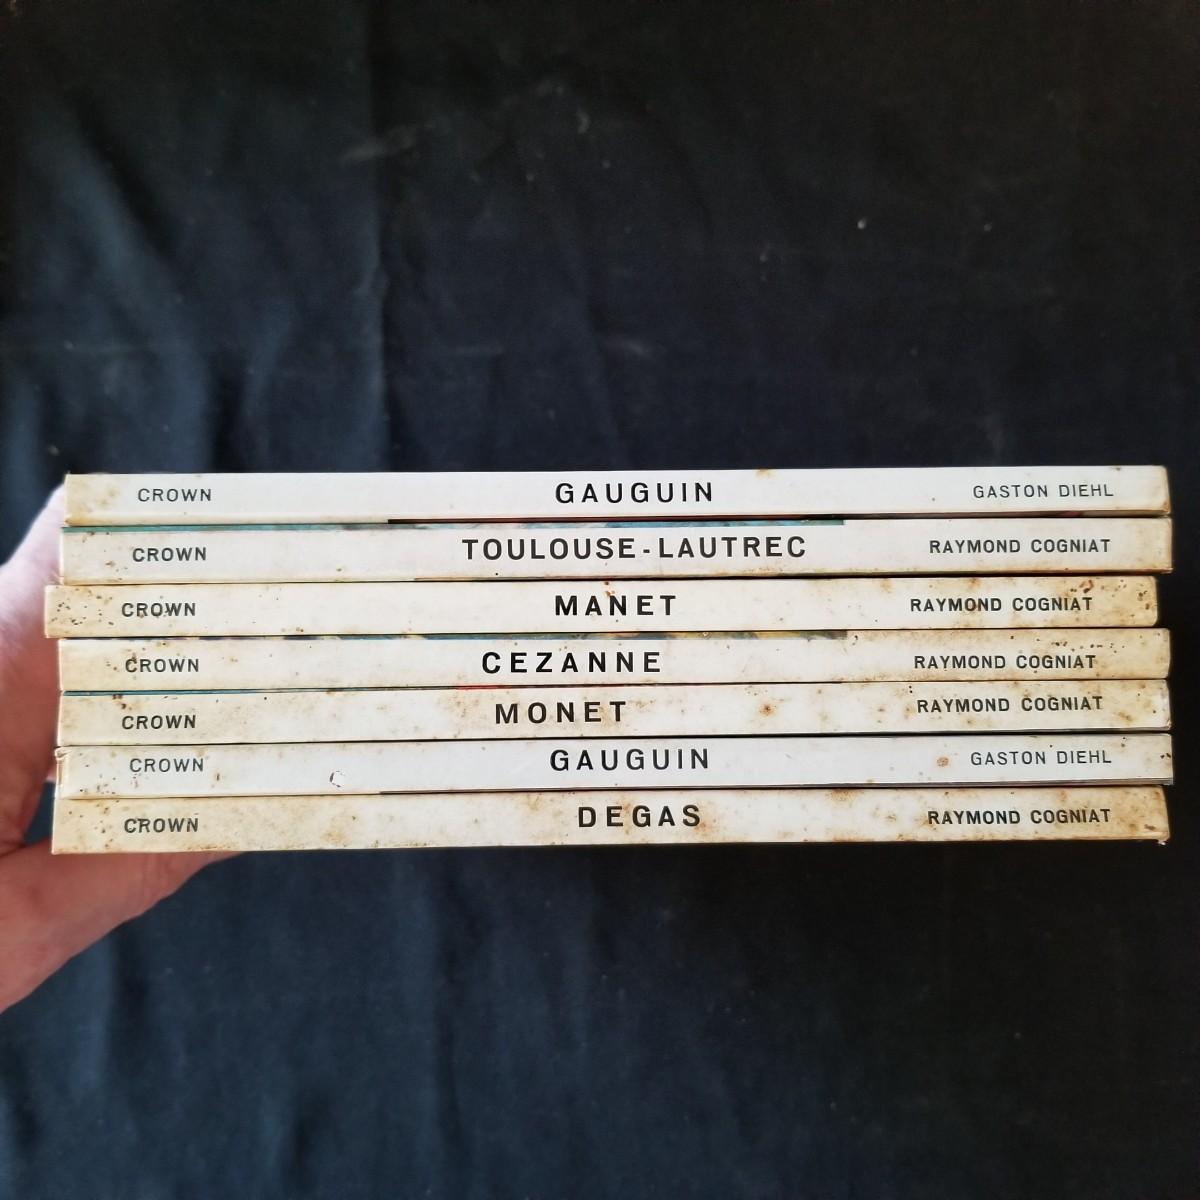 CROWN GAUGUIN GASTON DIEHL
CROWN TOULOUSE-LAUTREC RAYMOND COGNIAT
CROWN MANET RAYMOND COGNIAT
CROWN CEZANNE RAYMOND COGNIAT
CROWN MONET RAYMOND COGNIAT
CROWN GAUGUIN GASTON DIEHL
CROWN DEGAS RAYMOND COGNIAT